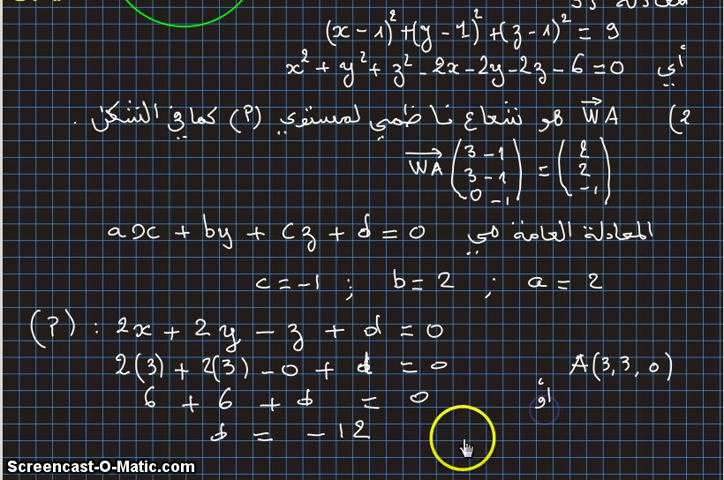 (x - 1)² + (y - 1)² + (z - 1)² = 9
أي x² + y² + z² - 2x - 2y - 2z - 6 = 0
2) WA هو شعاع ناظمي لمستوي (P) كما في الشكل .
WA (3 - 1 3 - 1 0 - 1) = (2 2 -1)
المعادلة العامة هي ax + by + cz + d = 0
a = 2 ; b = 2 ; c = -1
(P) : 2x + 2y - z + d = 0
2(3) + 2(3) - 0 + d = 0 A(3, 3, 0)
6 + 6 + d = 0 أو
d = -12
Screencast-O-Matic.com